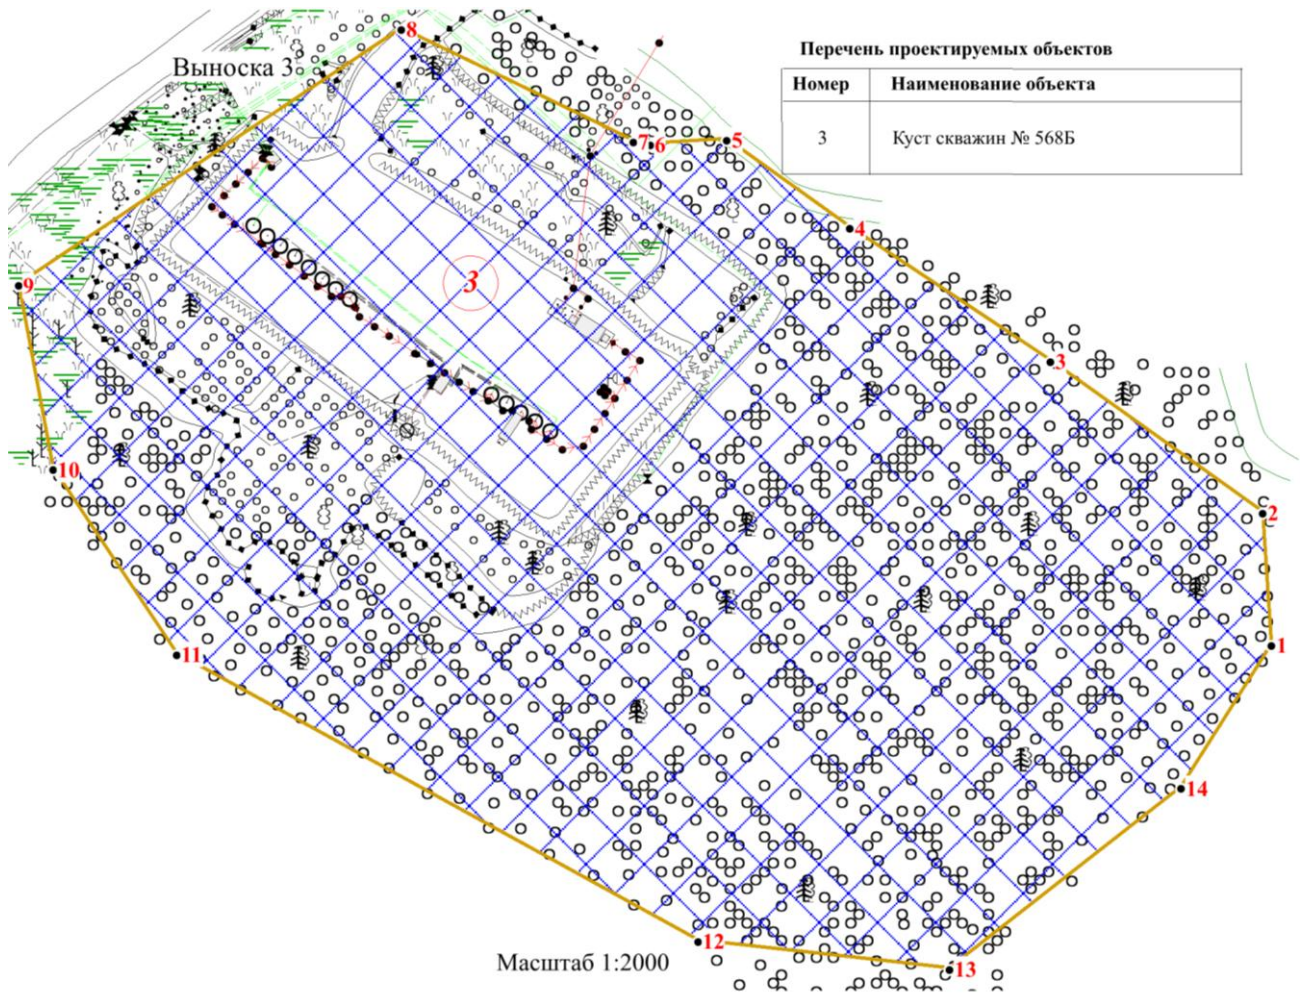 Перечень проектируемых объектов
Номер Наименование объекта
3 Куст скважин № 568Б
Выноска 3
8
7 6 5
4
3
9
3
10
2
11
1
14
12
13
Масштаб 1:2000